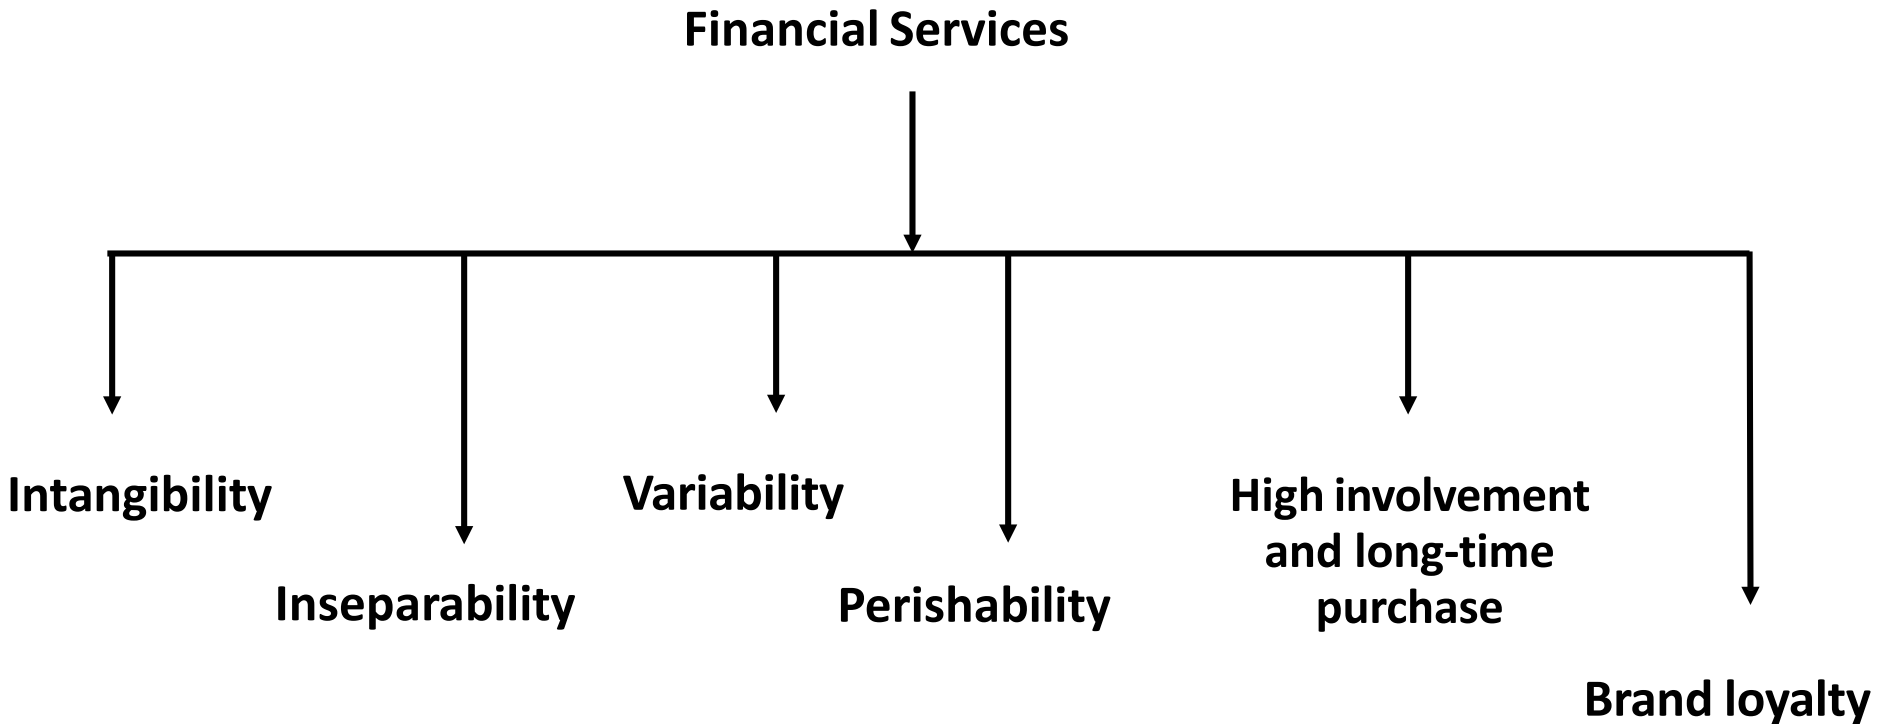 Financial Services
Intangibility
Inseparability
Variability
Perishability
High involvement
and long-time
purchase
Brand loyalty